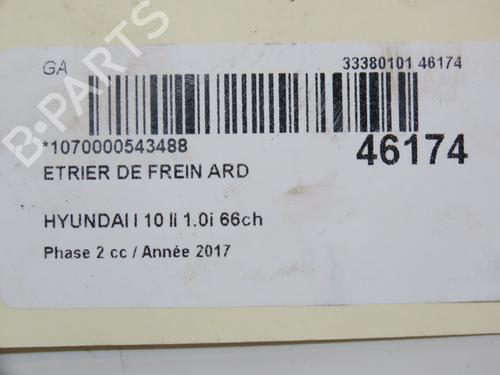 GA 33380101 46174
*1070000543488 46174
ETRIER DE FREIN ARD
HYUNDAI I 10 II 1.0i 66ch
Phase 2 cc / Année 2017
B-PARTS